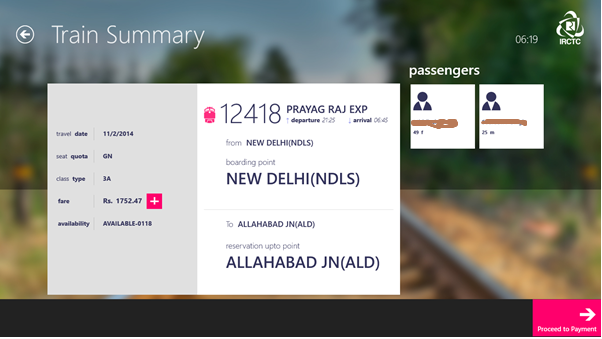 Train Summary
06:19
IRCTC
passengers
49 f
25 m
travel date 11/2/2014
seat quota GN
class type 3A
fare Rs. 1752.47
availability AVAILABLE-0118
12418 PRAYAG RAJ EXP
↑ departure 21:25 ↓ arrival 06:45
from NEW DELHI(NDLS)
boarding point
NEW DELHI(NDLS)
To ALLAHABAD JN(ALD)
reservation upto point
ALLAHABAD JN(ALD)
Proceed to Payment